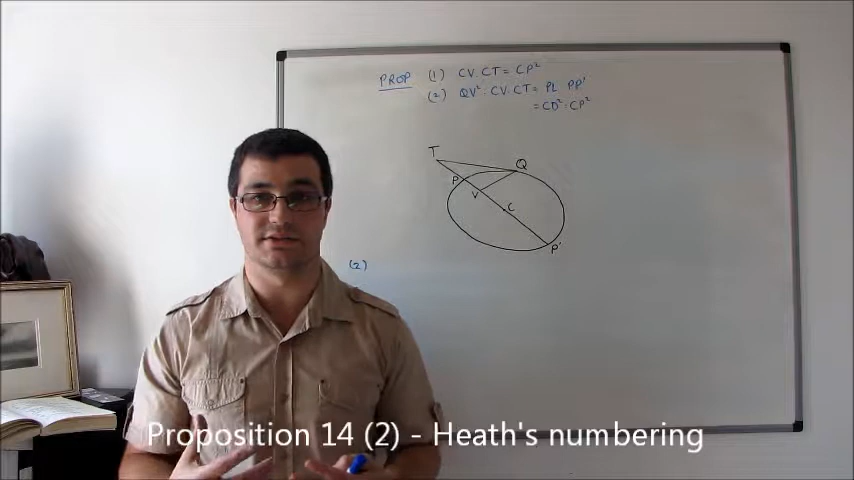 PROP (1) CV.CT = CP²
(2) QV² : CV.CT = PL PP'
= CD² : CP²
T
Q
P
V
C
P'
(2)
Proposition 14 (2) - Heath's numbering